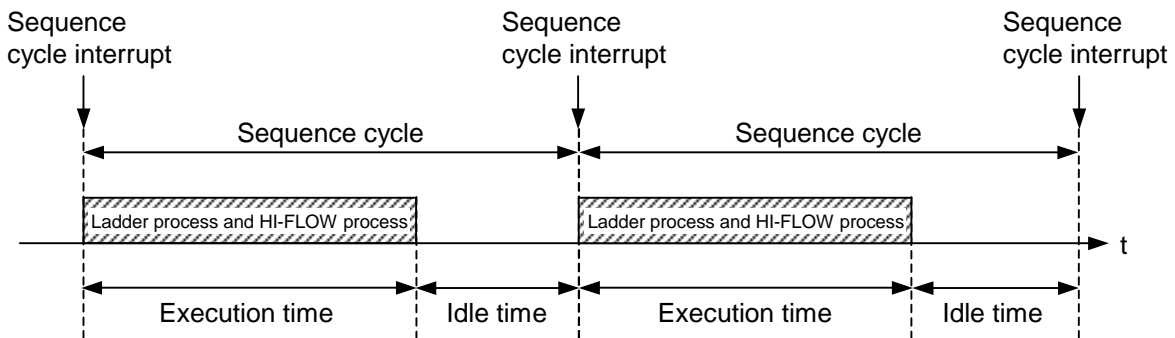 Sequence
cycle interrupt
Sequence
cycle interrupt
Sequence
cycle interrupt
Sequence cycle
Sequence cycle
Ladder process and HI-FLOW process
Ladder process and HI-FLOW process
t
Execution time
Idle time
Execution time
Idle time